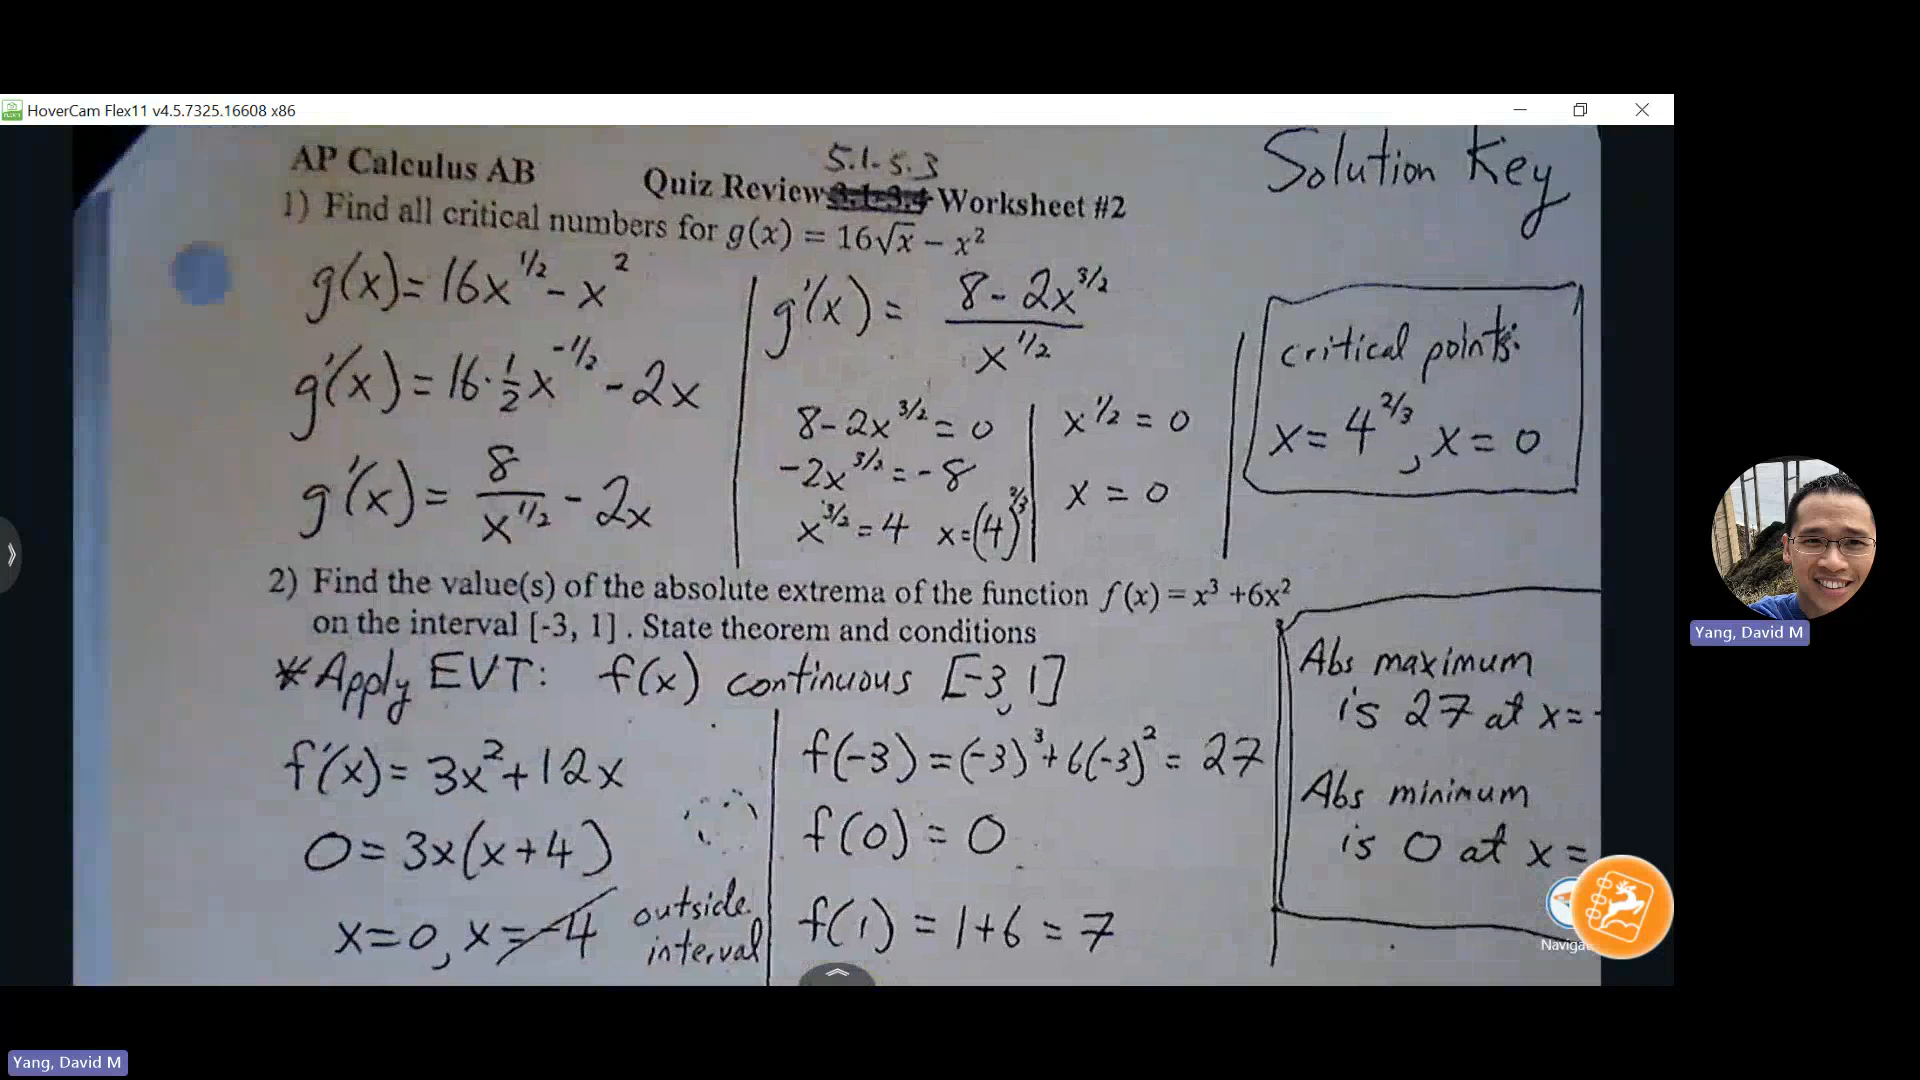 HoverCam Flex11 v4.5.7325.16608 x86
Solution Key
AP Calculus AB
5.1-5.3
Quiz Review 3.1-3.4 Worksheet #2
1) Find all critical numbers for g(x) = 16√x − x²
g(x) = 16x^1/2 − x²
g'(x) = 16·1/2 x^-1/2 − 2x
g'(x) = 8/x^1/2 − 2x
g'(x) = (8 − 2x^3/2)/x^1/2
8 − 2x^3/2 = 0
−2x^3/2 = −8
x^3/2 = 4 x = (4)^2/3
x^1/2 = 0
x = 0
critical points:
x = 4^2/3, x = 0
2) Find the value(s) of the absolute extrema of the function f(x) = x³ +6x²
on the interval [-3, 1] . State theorem and conditions
*Apply EVT: f(x) continuous [-3, 1]
f'(x) = 3x² + 12x
0 = 3x(x+4)
x=0, x=-4 outside
interval
f(-3) = (-3)³ + 6(-3)² = 27
f(0) = 0
f(1) = 1+6 = 7
Abs maximum
is 27 at x = -
Abs minimum
is 0 at x =
Yang, David M
Yang, David M